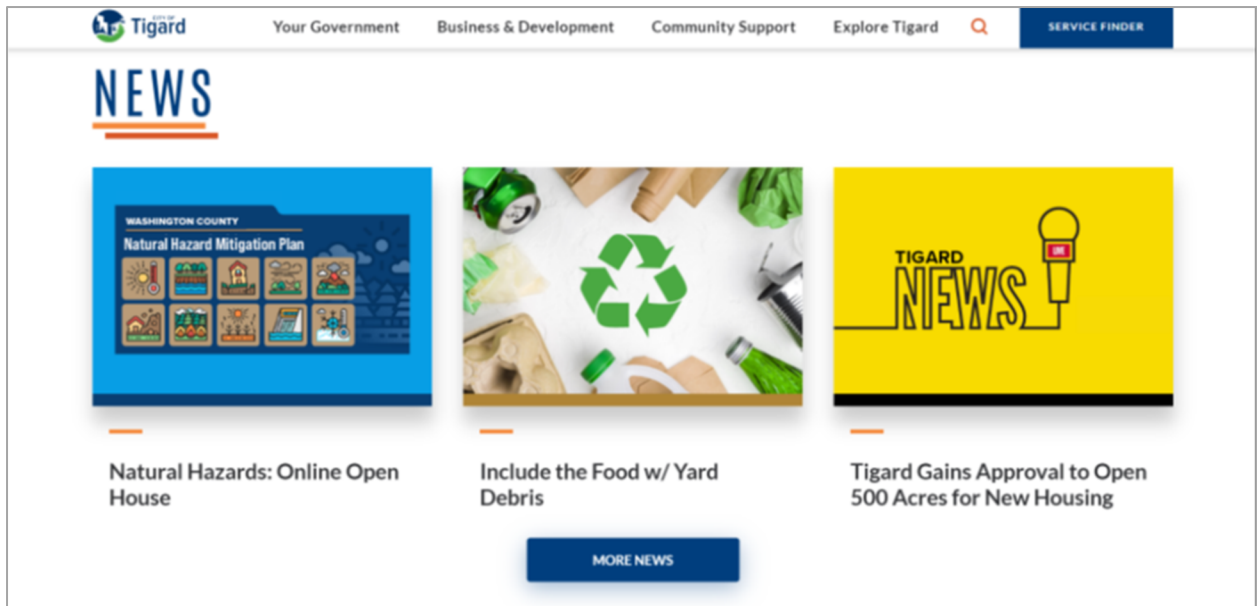 CITY OF
Tigard
Your Government
Business & Development
Community Support
Explore Tigard
SERVICE FINDER
NEWS
WASHINGTON COUNTY
Natural Hazard Mitigation Plan
TIGARD
NEWS
LIVE
Natural Hazards: Online Open
House
Include the Food w/ Yard
Debris
Tigard Gains Approval to Open
500 Acres for New Housing
MORE NEWS